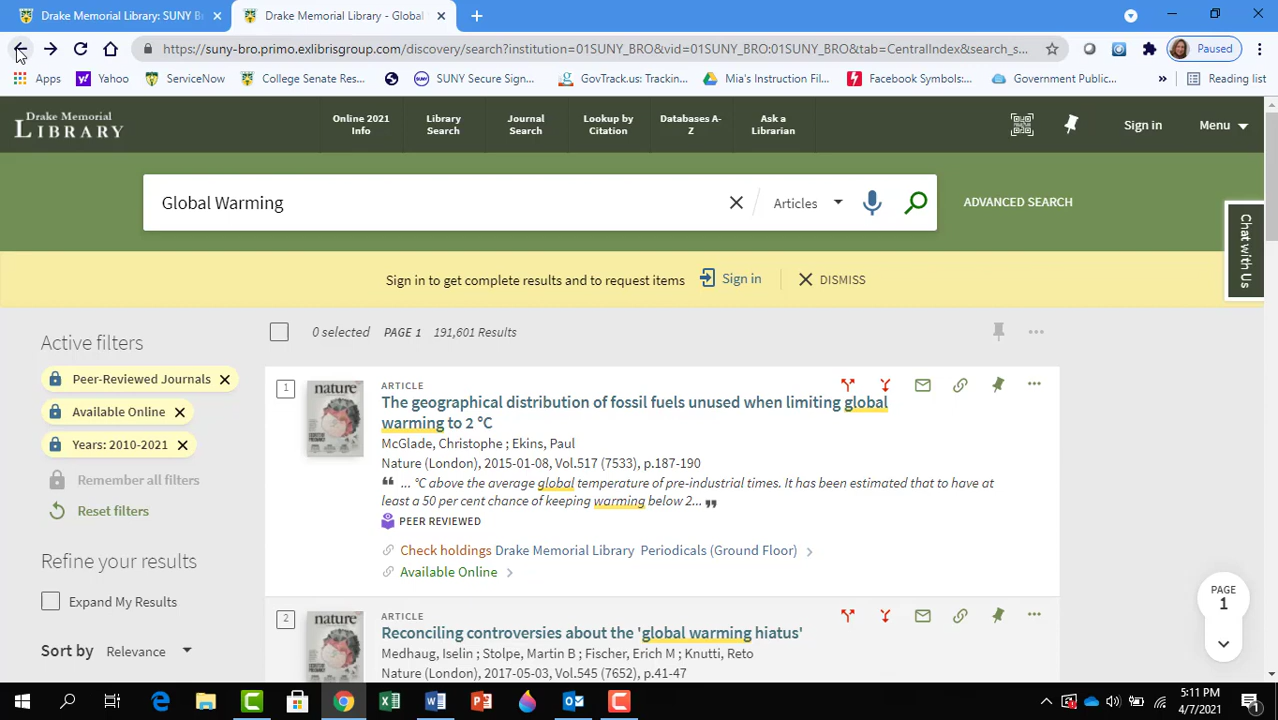 Drake Memorial Library: SUNY Br
Drake Memorial Library - Global
https://suny-bro.primo.exlibrisgroup.com/discovery/search?institution=01SUNY_BRO&vid=01SUNY_BRO:01SUNY_BRO&tab=CentralIndex&search_s...
Paused
Apps
Yahoo
ServiceNow
College Senate Res...
SUNY Secure Sign...
GovTrack.us: Trackin...
Mia's Instruction Fil...
Facebook Symbols:...
Government Public...
Reading list
Drake Memorial
LIBRARY
Online 2021
Info
Library
Search
Journal
Search
Lookup by
Citation
Databases A-
Z
Ask a
Librarian
Sign in
Menu
Global Warming
Articles
ADVANCED SEARCH
Chat with Us
Sign in to get complete results and to request items
Sign in
DISMISS
Active filters
Peer-Reviewed Journals
Available Online
Years: 2010-2021
Remember all filters
Reset filters
Refine your results
Expand My Results
Sort by Relevance
0 selected PAGE 1 191,601 Results
1
nature
ARTICLE
The geographical distribution of fossil fuels unused when limiting global
warming to 2 °C
McGlade, Christophe ; Ekins, Paul
Nature (London), 2015-01-08, Vol.517 (7533), p.187-190
... °C above the average global temperature of pre-industrial times. It has been estimated that to have at
least a 50 per cent chance of keeping warming below 2...
PEER REVIEWED
Check holdings Drake Memorial Library Periodicals (Ground Floor)
Available Online
2
nature
ARTICLE
Reconciling controversies about the 'global warming hiatus'
Medhaug, Iselin ; Stolpe, Martin B ; Fischer, Erich M ; Knutti, Reto
Nature (London), 2017-05-03, Vol.545 (7652), p.41-47
PAGE
1
5:11 PM
4/7/2021